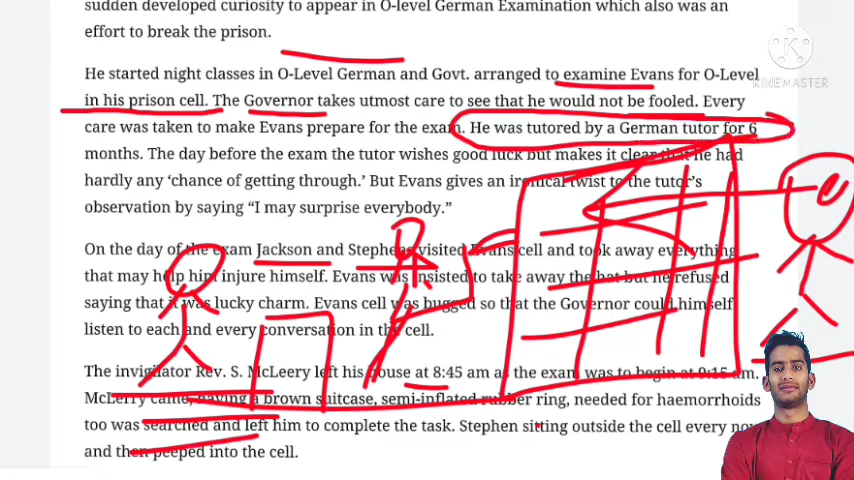 sudden developed curiosity to appear in O-level German Examination which also was an
effort to break the prison.
He started night classes in O-Level German and Govt. arranged to examine Evans for O-Level
in his prison cell. The Governor takes utmost care to see that he would not be fooled. Every
care was taken to make Evans prepare for the exam. He was tutored by a German tutor for 6
months. The day before the exam the tutor wishes good luck but makes it clear that he had
hardly any ‘chance of getting through.’ But Evans gives an ironical twist to the tutor’s
observation by saying “I may surprise everybody.”
On the day of the exam Jackson and Stephens visited Evans cell and took away everything
that may help him injure himself. Evans was insisted to take away the hat but he refused
saying that it was lucky charm. Evans cell was bugged so that the Governor could himself
listen to each and every conversation in the cell.
The invigilator Rev. S. McLeery left his house at 8:45 am as the exam was to begin at 9:15 am.
McLerry came, having a brown suitcase, semi-inflated rubber ring, needed for haemorrhoids
too was searched and left him to complete the task. Stephen sitting outside the cell every now
and then peeped into the cell.
KINEMASTER